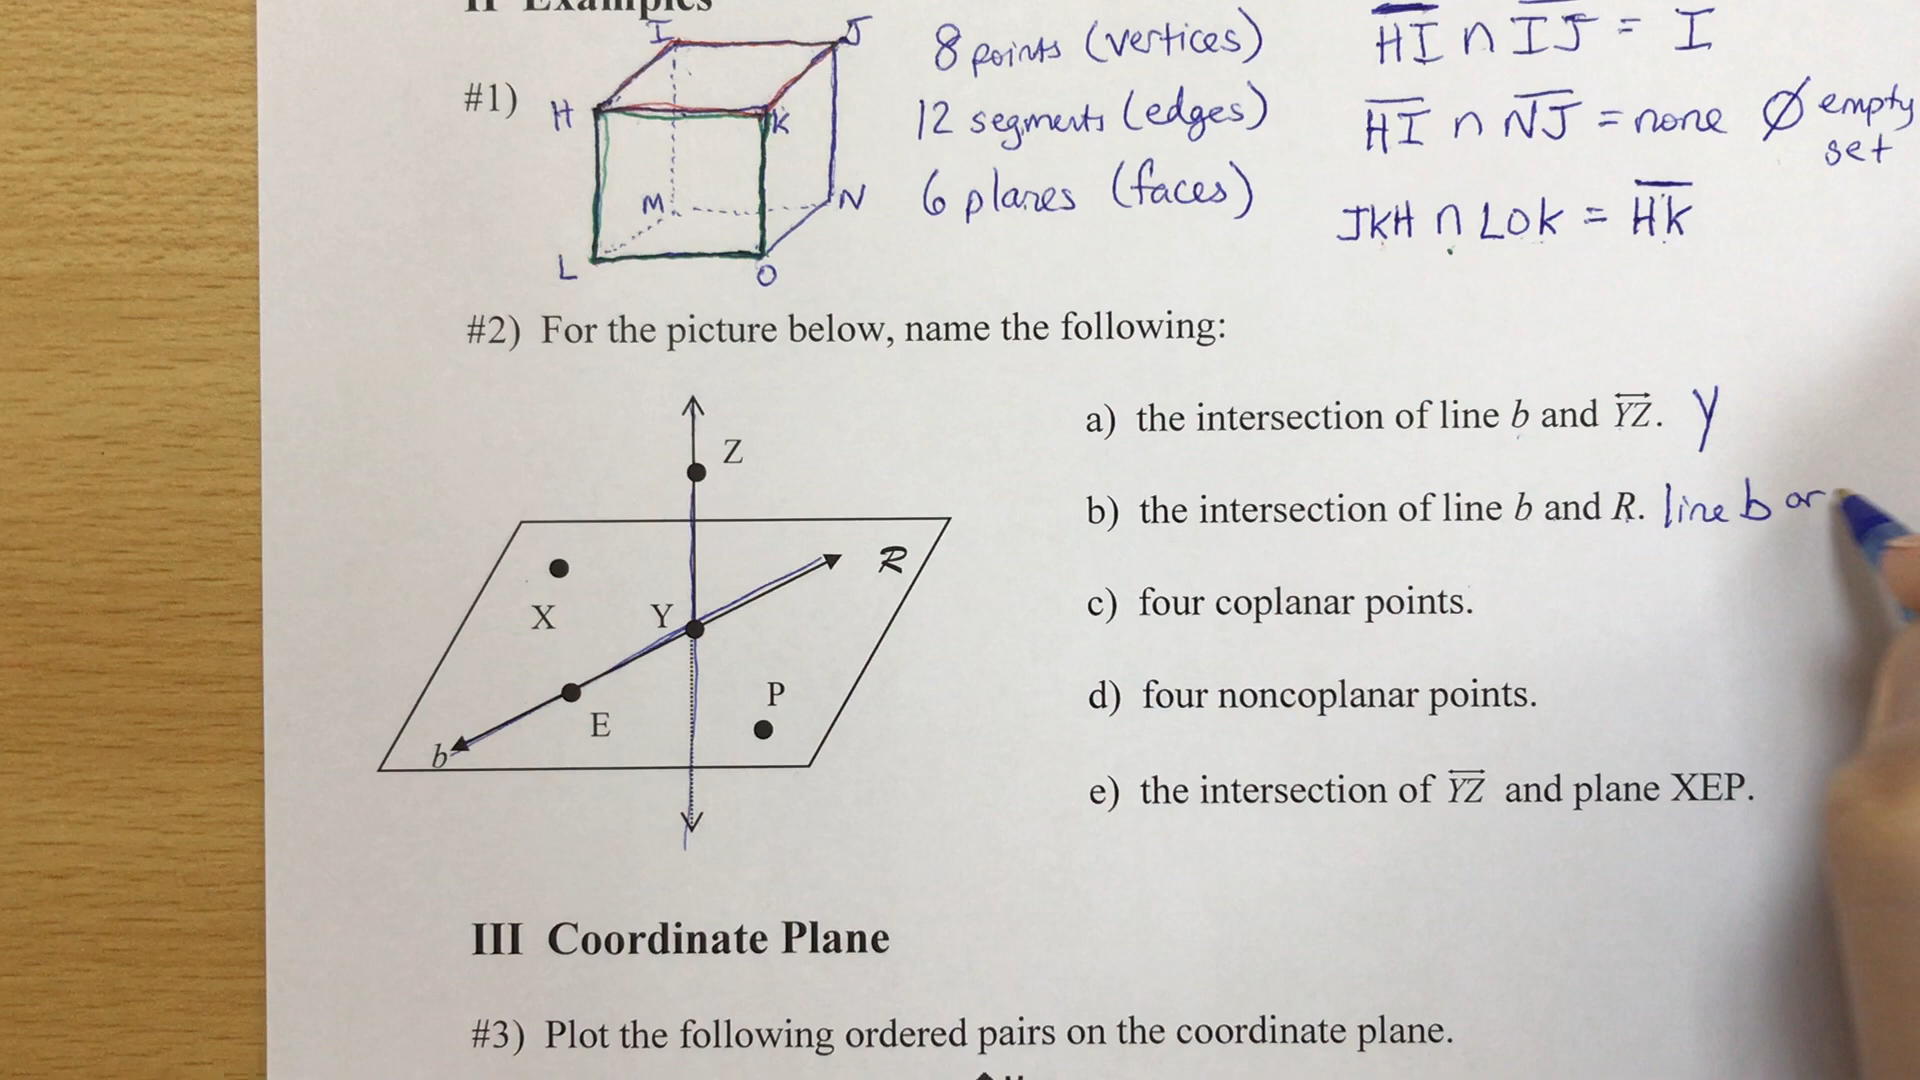 II Examples
#1)
I
J
H
K
M
N
L
O
8 points (vertices)
12 segments (edges)
6 planes (faces)
HI ∩ IJ = I
HI ∩ NJ = none Ø empty set
JKH ∩ LOK = HK
#2) For the picture below, name the following:
Z
X
Y
R
E
P
b
a) the intersection of line b and YZ. Y
b) the intersection of line b and R. line b or
c) four coplanar points.
d) four noncoplanar points.
e) the intersection of YZ and plane XEP.
III Coordinate Plane
#3) Plot the following ordered pairs on the coordinate plane.